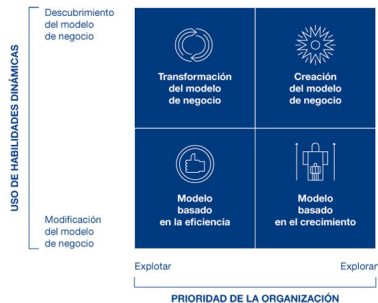 Descubrimiento
del modelo
de negocio
USO DE HABILIDADES DINÁMICAS
Transformación
del modelo
de negocio
Creación
del modelo
de negocio
Modelo
basado
en la eficiencia
Modelo
basado
en el crecimiento
Modificación
del modelo
de negocio
Explotar
Explorar
PRIORIDAD DE LA ORGANIZACIÓN